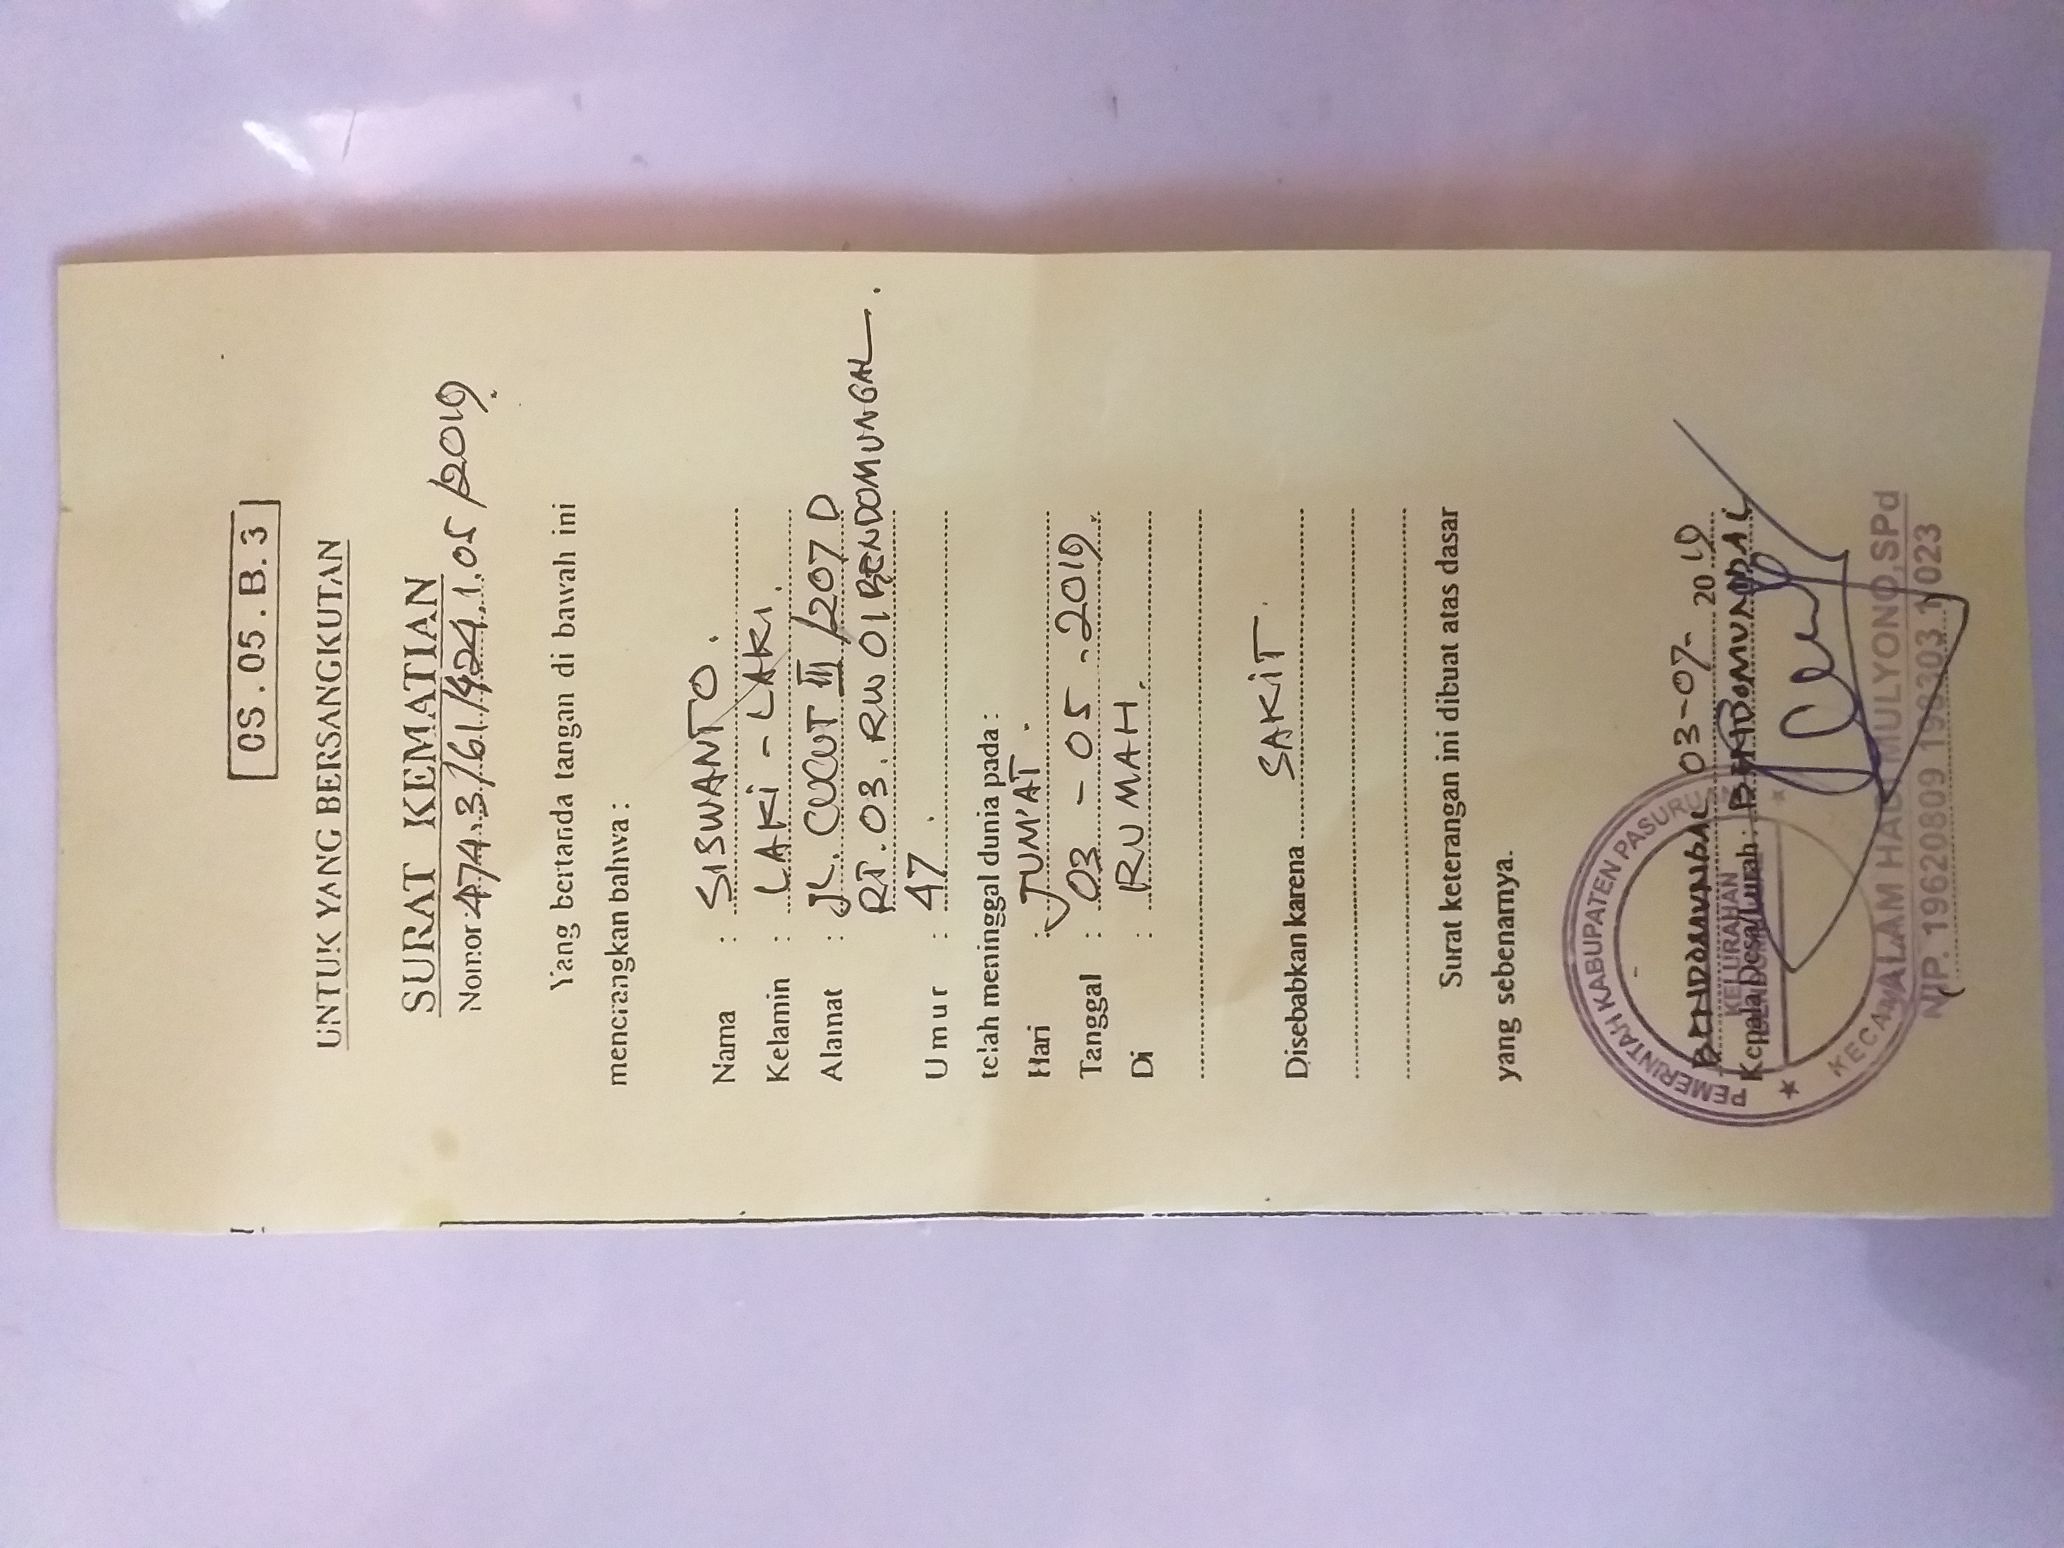 CS.05.B.3
UNTUK YANG BERSANGKUTAN
SURAT KEMATIAN
Nomor : 474.3/61/424.1.05/2019.
Yang bertanda tangan di bawah ini
menerangkan bahwa :
Nama : SISWANTO.
Kelamin : LAKi - LAKI.
Alamat : JL. CUCUT III /207 D
RT. 03. RW 01 BENDOMUNGAL.
Umur : 47.
telah meninggal dunia pada :
Hari : JUM'AT.
Tanggal : 03 - 05 - 2019.
Di : RUMAH.
Disebabkan karena SAKiT.
Surat keterangan ini dibuat atas dasar
yang sebenarnya.
PEMERINTAH KABUPATEN PASURUAN
BENDOMUNGAL 03-07- 2019
KELURAHAN
BENDOMUNGAL
Kepala Desa/Lurah : BENDOMUNGAL
ALAM HADI MULYONO,SPd
NIP. 19620809 198303 1 023